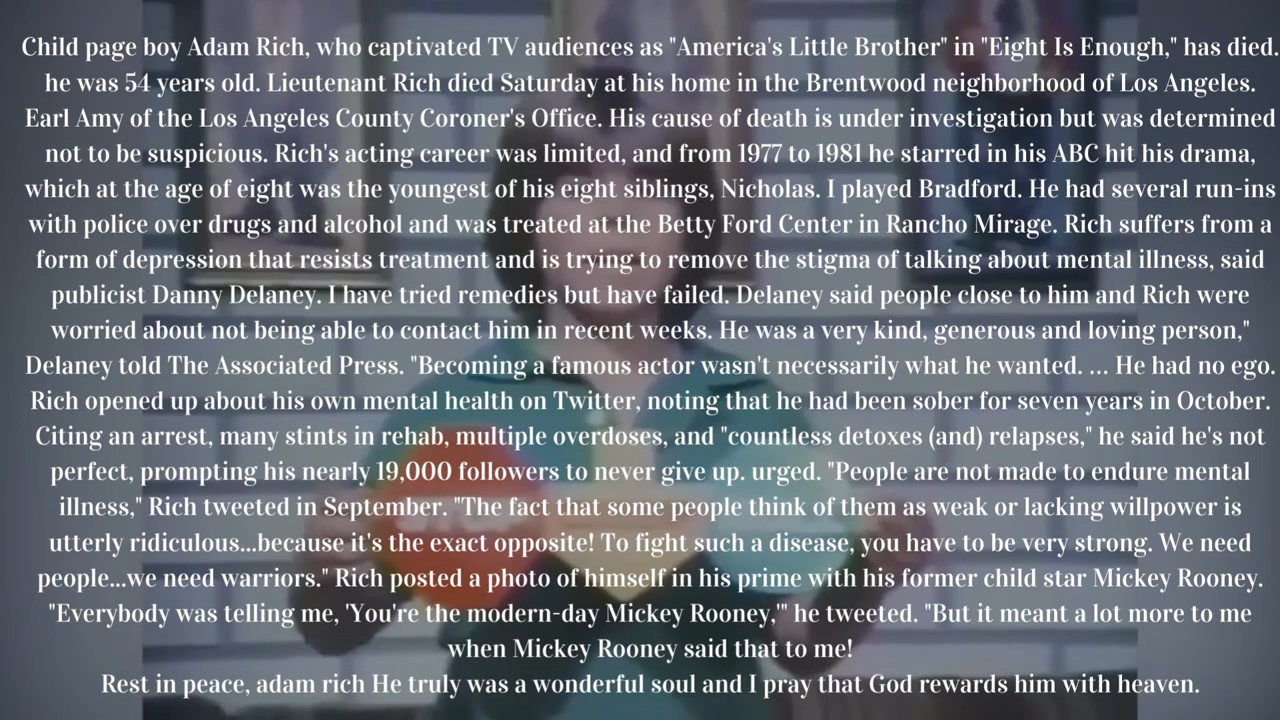 Child page boy Adam Rich, who captivated TV audiences as "America's Little Brother" in "Eight Is Enough," has died.
he was 54 years old. Lieutenant Rich died Saturday at his home in the Brentwood neighborhood of Los Angeles.
Earl Amy of the Los Angeles County Coroner's Office. His cause of death is under investigation but was determined
not to be suspicious. Rich's acting career was limited, and from 1977 to 1981 he starred in his ABC hit his drama,
which at the age of eight was the youngest of his eight siblings, Nicholas. I played Bradford. He had several run-ins
with police over drugs and alcohol and was treated at the Betty Ford Center in Rancho Mirage. Rich suffers from a
form of depression that resists treatment and is trying to remove the stigma of talking about mental illness, said
publicist Danny Delaney. I have tried remedies but have failed. Delaney said people close to him and Rich were
worried about not being able to contact him in recent weeks. He was a very kind, generous and loving person,"
Delaney told The Associated Press. "Becoming a famous actor wasn't necessarily what he wanted. ... He had no ego.
Rich opened up about his own mental health on Twitter, noting that he had been sober for seven years in October.
Citing an arrest, many stints in rehab, multiple overdoses, and "countless detoxes (and) relapses," he said he's not
perfect, prompting his nearly 19,000 followers to never give up. urged. "People are not made to endure mental
illness," Rich tweeted in September. "The fact that some people think of them as weak or lacking willpower is
utterly ridiculous...because it's the exact opposite! To fight such a disease, you have to be very strong. We need
people...we need warriors." Rich posted a photo of himself in his prime with his former child star Mickey Rooney.
"Everybody was telling me, 'You're the modern-day Mickey Rooney,'" he tweeted. "But it meant a lot more to me
when Mickey Rooney said that to me!
Rest in peace, adam rich He truly was a wonderful soul and I pray that God rewards him with heaven.